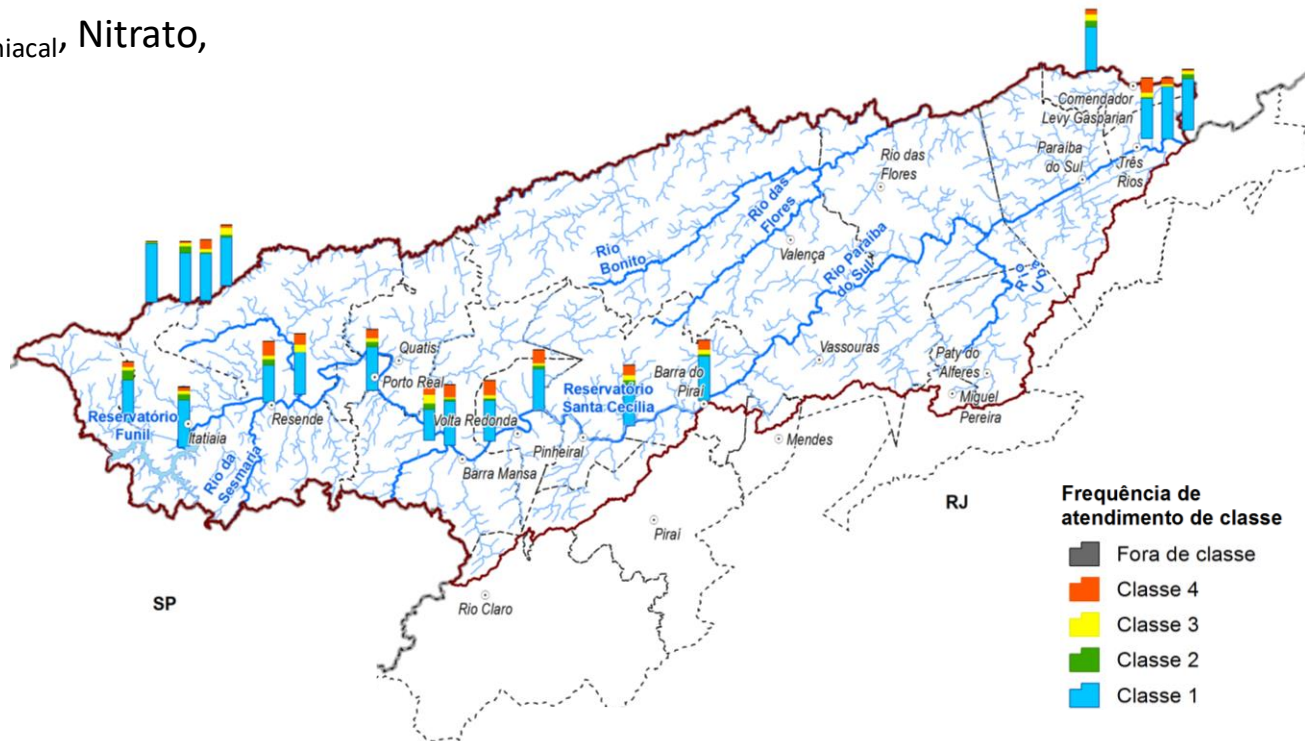 niacal, Nitrato,
Comendador
Levy Gasparian
Paraíba
do Sul
Três
Rios
Rio das
Flores
Rio das
Flores
Rio
Bonito
Valença
Rio Paraíba
do Sul
Quatis
Porto Real
Reservatório
Funil
Itatiaia
Resende
Rio da
Sesmaria
Volta Redonda
Barra Mansa
Pinheiral
Reservatório
Santa Cecília
Barra do
Piraí
Vassouras
Paty do
Alferes
Miguel
Pereira
Mendes
Piraí
Rio Claro
SP
RJ
Frequência de
atendimento de classe
Fora de classe
Classe 4
Classe 3
Classe 2
Classe 1